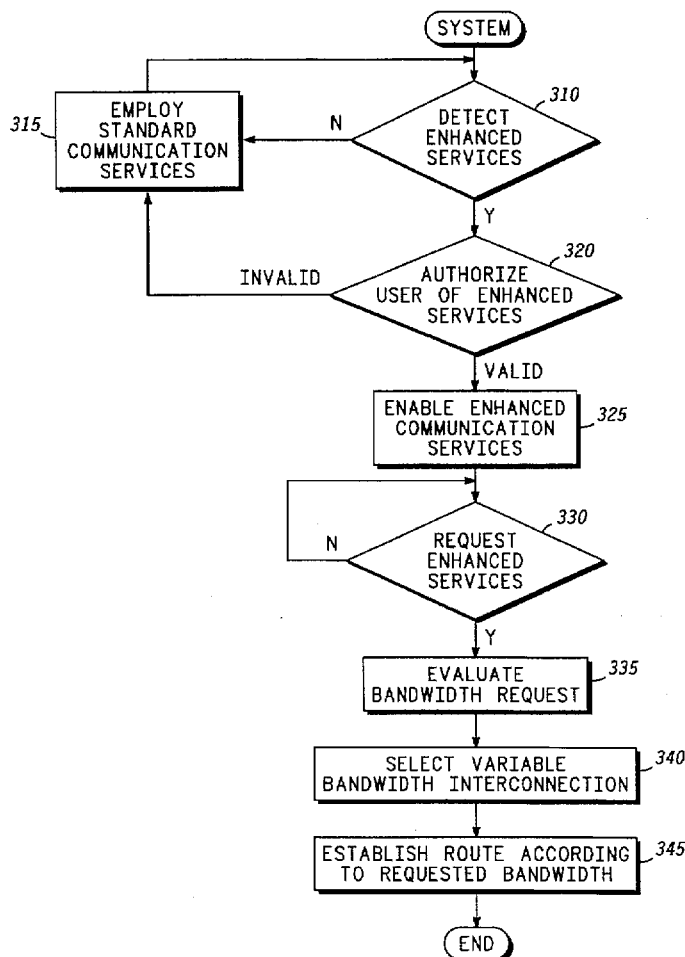 SYSTEM
310
DETECT
ENHANCED
SERVICES
N
315
EMPLOY
STANDARD
COMMUNICATION
SERVICES
Y
320
AUTHORIZE
USER OF ENHANCED
SERVICES
INVALID
VALID
ENABLE ENHANCED
COMMUNICATION
SERVICES
325
330
REQUEST
ENHANCED
SERVICES
N
Y
EVALUATE
BANDWIDTH REQUEST
335
SELECT VARIABLE
BANDWIDTH INTERCONNECTION
340
ESTABLISH ROUTE ACCORDING
TO REQUESTED BANDWIDTH
345
END